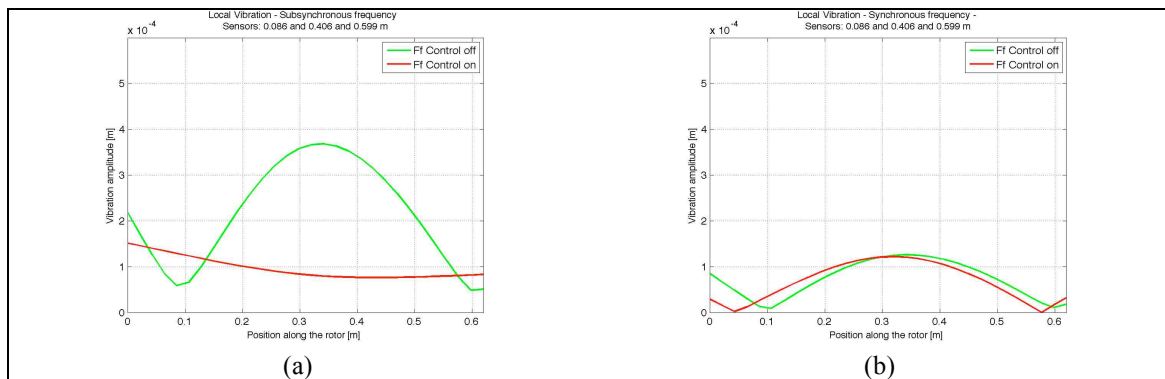 Local Vibration - Subsynchronous frequency
Sensors: 0.086 and 0.406 and 0.599 m
x 10⁻⁴
Ff Control off
Ff Control on
5
4
3
2
1
0
Vibration amplitude [m]
0 0.1 0.2 0.3 0.4 0.5 0.6
Position along the rotor [m]
(a)
Local Vibration - Synchronous frequency -
Sensors: 0.086 and 0.406 and 0.599 m
x 10⁻⁴
Ff Control off
Ff Control on
5
4
3
2
1
0
Vibration amplitude [m]
0 0.1 0.2 0.3 0.4 0.5 0.6
Position along the rotor [m]
(b)